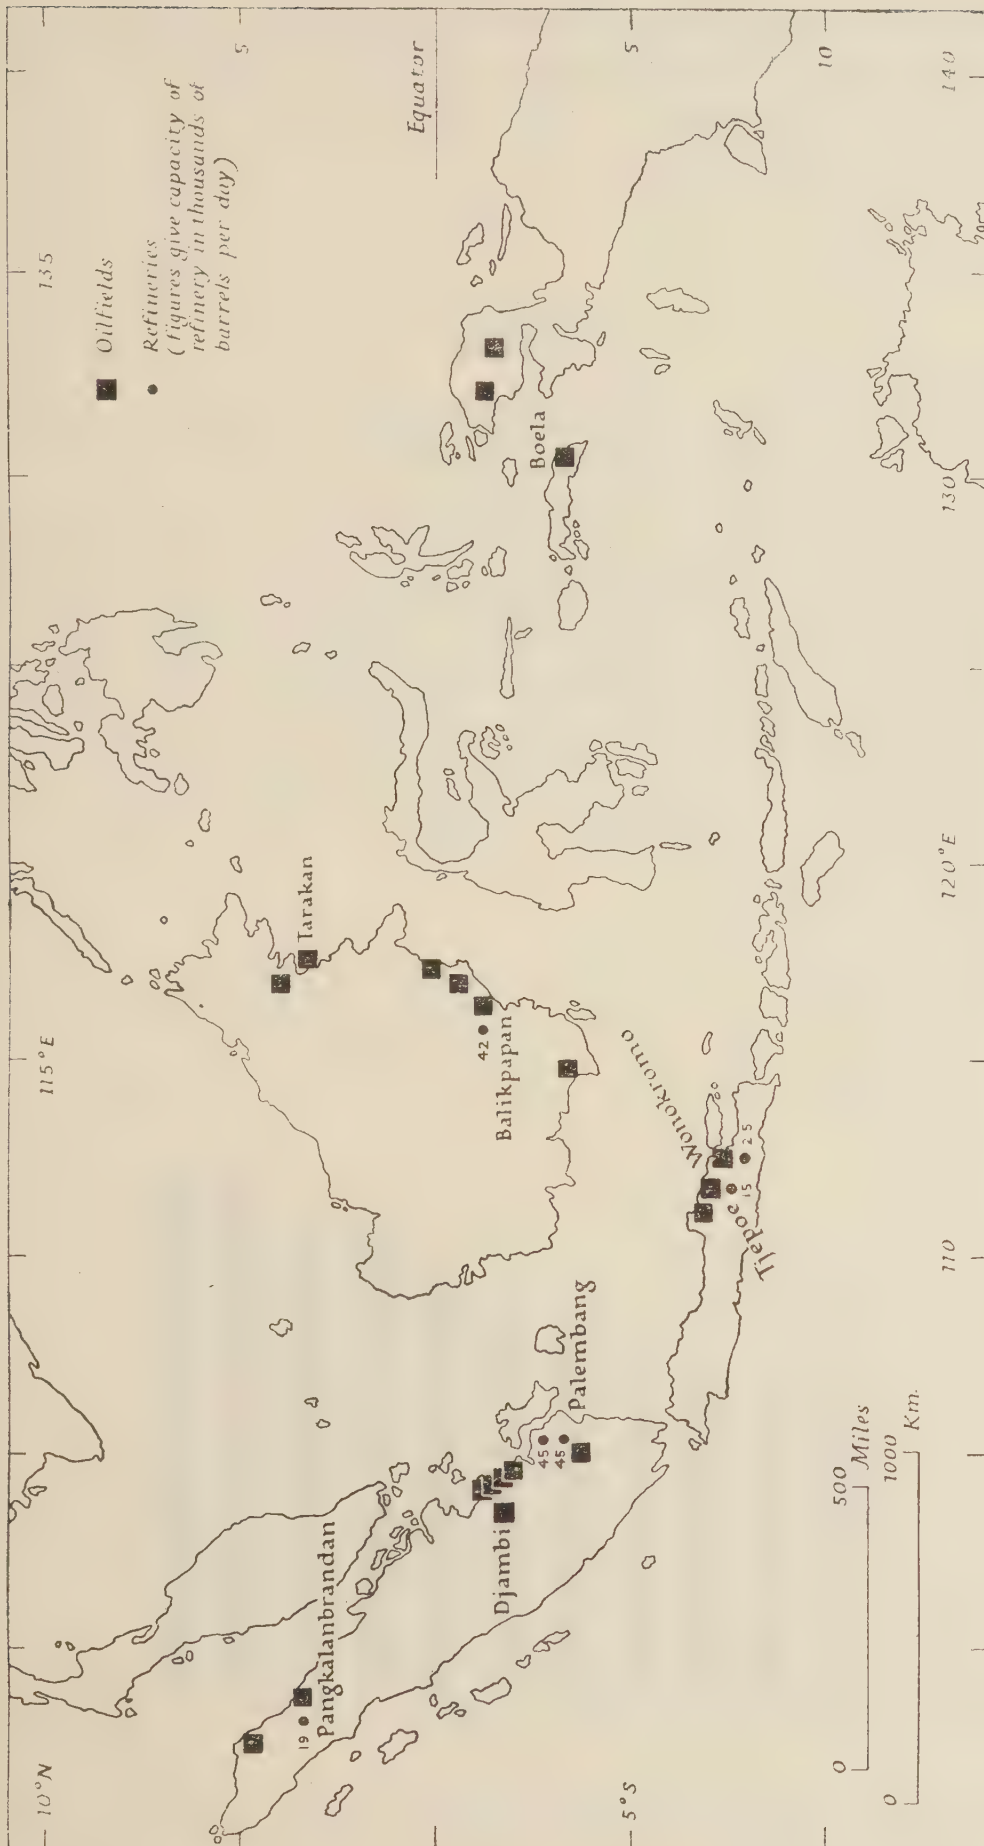 10°N
115°E
135
Oilfields
Refineries
(figures give capacity of
refinery in thousands of
barrels per day)
5
Equator
5
10
140
Pangkalanbrandan
19
Djambi
Palembang
45
45
Balikpapan
42
Tarakan
Boela
Wonokromo
Tjepoe
15
2 5
0
500
Miles
0
1000
Km.
5°S
110
120°E
130